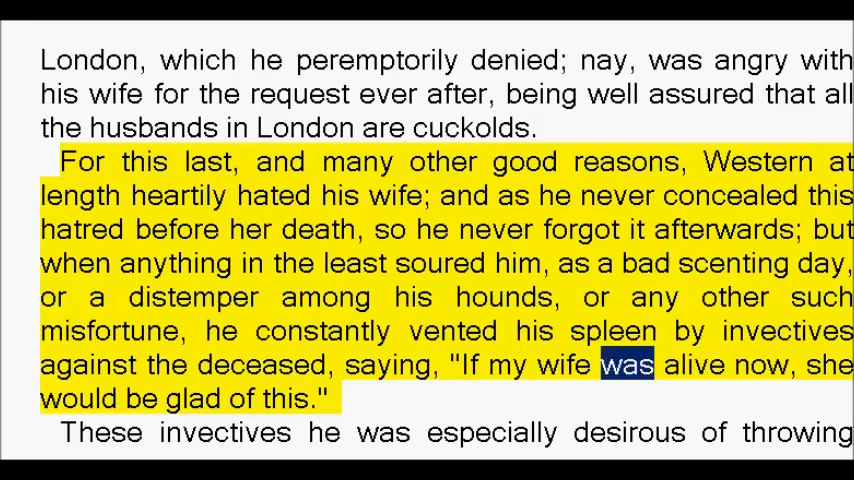 London, which he peremptorily denied; nay, was angry with
his wife for the request ever after, being well assured that all
the husbands in London are cuckolds.
For this last, and many other good reasons, Western at
length heartily hated his wife; and as he never concealed this
hatred before her death, so he never forgot it afterwards; but
when anything in the least soured him, as a bad scenting day,
or a distemper among his hounds, or any other such
misfortune, he constantly vented his spleen by invectives
against the deceased, saying, "If my wife was alive now, she
would be glad of this."
These invectives he was especially desirous of throwing